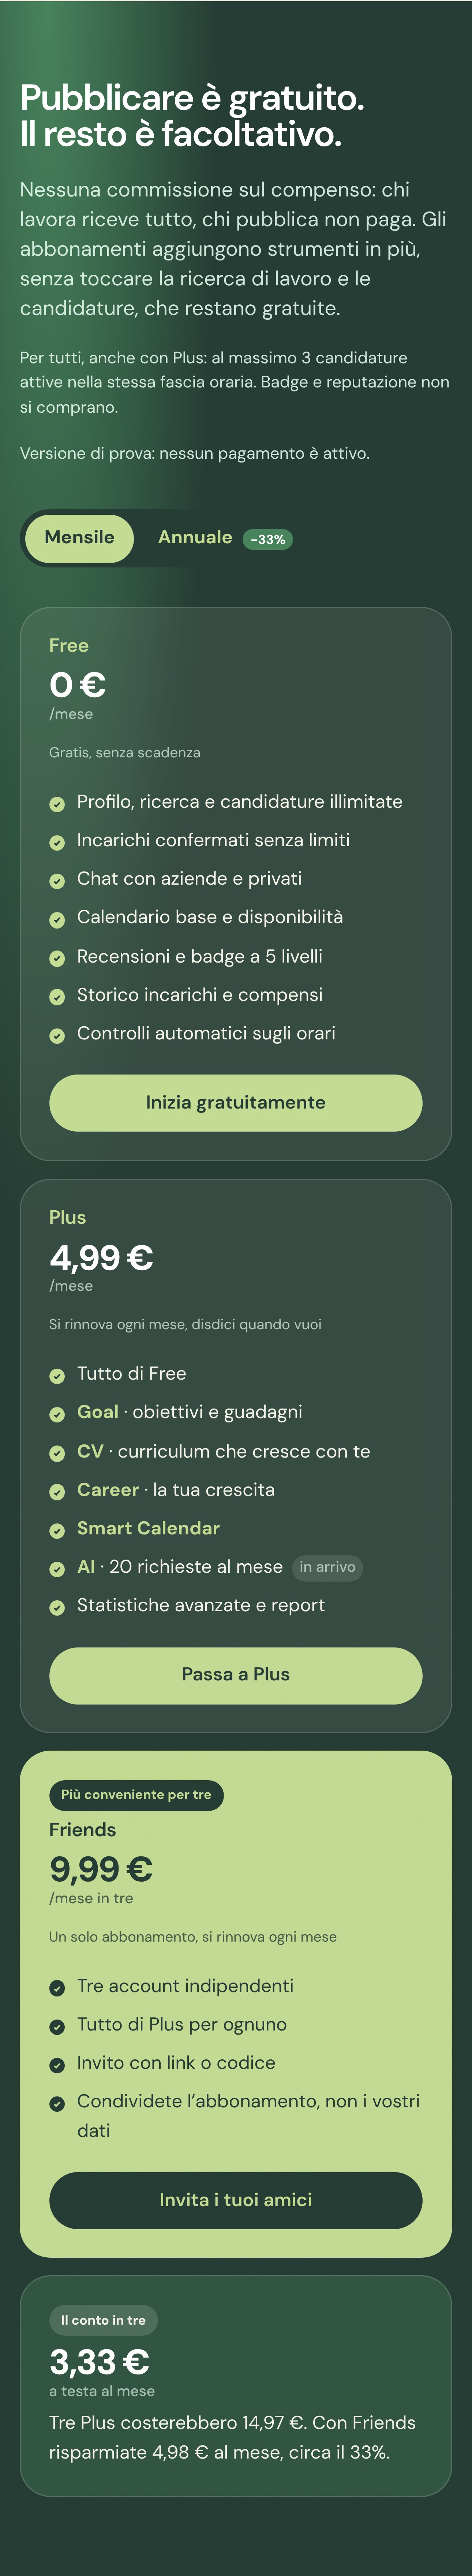 Pubblicare è gratuito.
Il resto è facoltativo.
Nessuna commissione sul compenso: chi
lavora riceve tutto, chi pubblica non paga. Gli
abbonamenti aggiungono strumenti in più,
senza toccare la ricerca di lavoro e le
candidature, che restano gratuite.
Per tutti, anche con Plus: al massimo 3 candidature
attive nella stessa fascia oraria. Badge e reputazione non
si comprano.
Versione di prova: nessun pagamento è attivo.
Mensile Annuale -33%
Free
0 €
/mese
Gratis, senza scadenza
Profilo, ricerca e candidature illimitate
Incarichi confermati senza limiti
Chat con aziende e privati
Calendario base e disponibilità
Recensioni e badge a 5 livelli
Storico incarichi e compensi
Controlli automatici sugli orari
Inizia gratuitamente
Plus
4,99 €
/mese
Si rinnova ogni mese, disdici quando vuoi
Tutto di Free
Goal · obiettivi e guadagni
CV · curriculum che cresce con te
Career · la tua crescita
Smart Calendar
AI · 20 richieste al mese in arrivo
Statistiche avanzate e report
Passa a Plus
Più conveniente per tre
Friends
9,99 €
/mese in tre
Un solo abbonamento, si rinnova ogni mese
Tre account indipendenti
Tutto di Plus per ognuno
Invito con link o codice
Condividete l’abbonamento, non i vostri
dati
Invita i tuoi amici
Il conto in tre
3,33 €
a testa al mese
Tre Plus costerebbero 14,97 €. Con Friends
risparmiate 4,98 € al mese, circa il 33%.